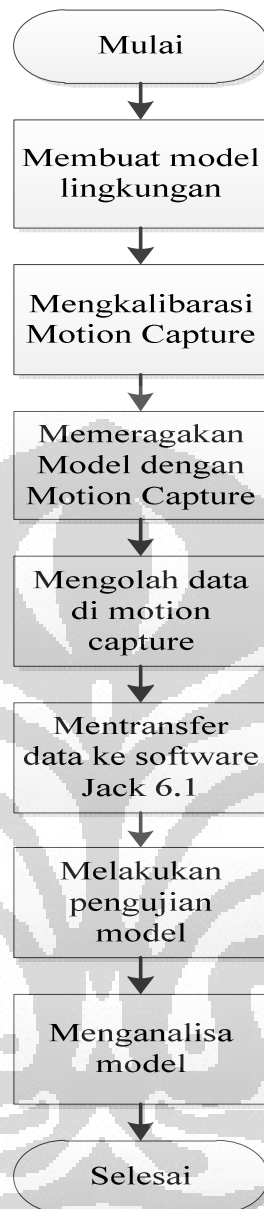 Mulai
Membuat model
lingkungan
Mengkalibarasi
Motion Capture
Memeragakan
Model dengan
Motion Capture
Mengolah data
di motion
capture
Mentransfer
data ke software
Jack 6.1
Melakukan
pengujian
model
Menganalisa
model
Selesai